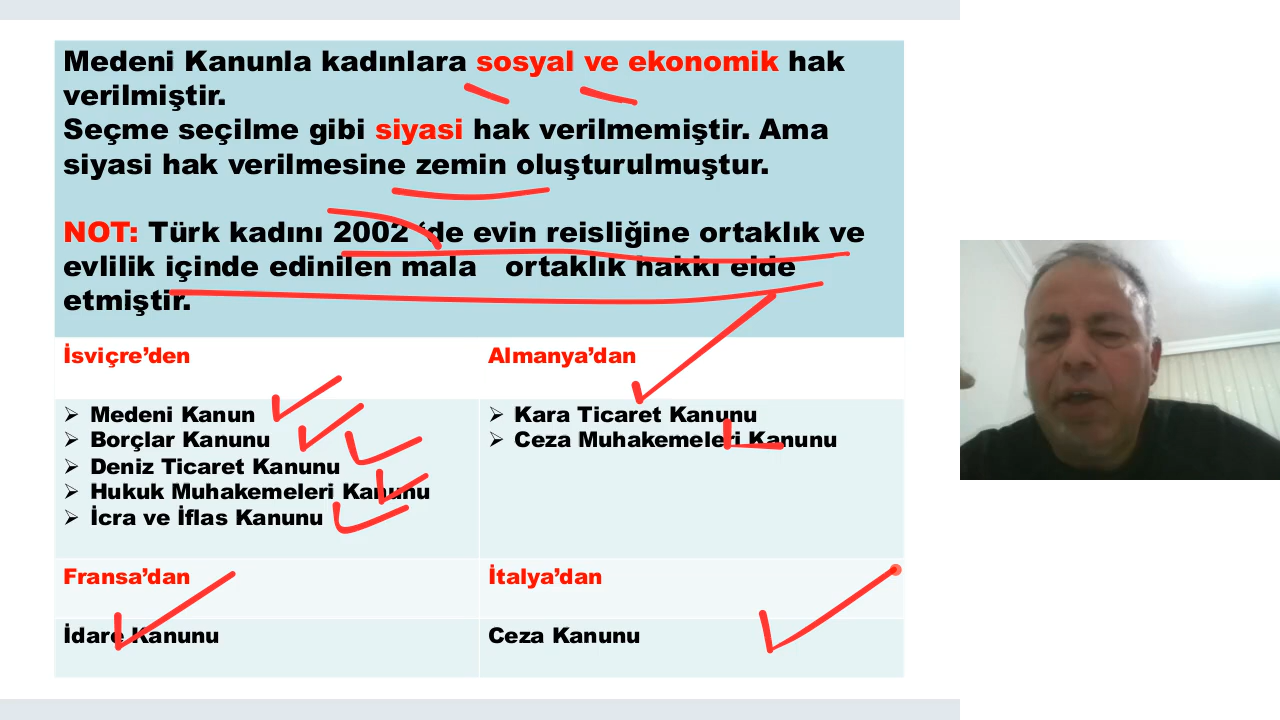 Medeni Kanunla kadınlara sosyal ve ekonomik hak
verilmiştir.
Seçme seçilme gibi siyasi hak verilmemiştir. Ama
siyasi hak verilmesine zemin oluşturulmuştur.
NOT: Türk kadını 2002 'de evin reisliğine ortaklık ve
evlilik içinde edinilen mala ortaklık hakkı elde
etmiştir.
İsviçre’den
Almanya’dan
Medeni Kanun
Borçlar Kanunu
Deniz Ticaret Kanunu
Hukuk Muhakemeleri Kanunu
İcra ve İflas Kanunu
Kara Ticaret Kanunu
Ceza Muhakemeleri Kanunu
Fransa’dan
İtalya’dan
İdare Kanunu
Ceza Kanunu